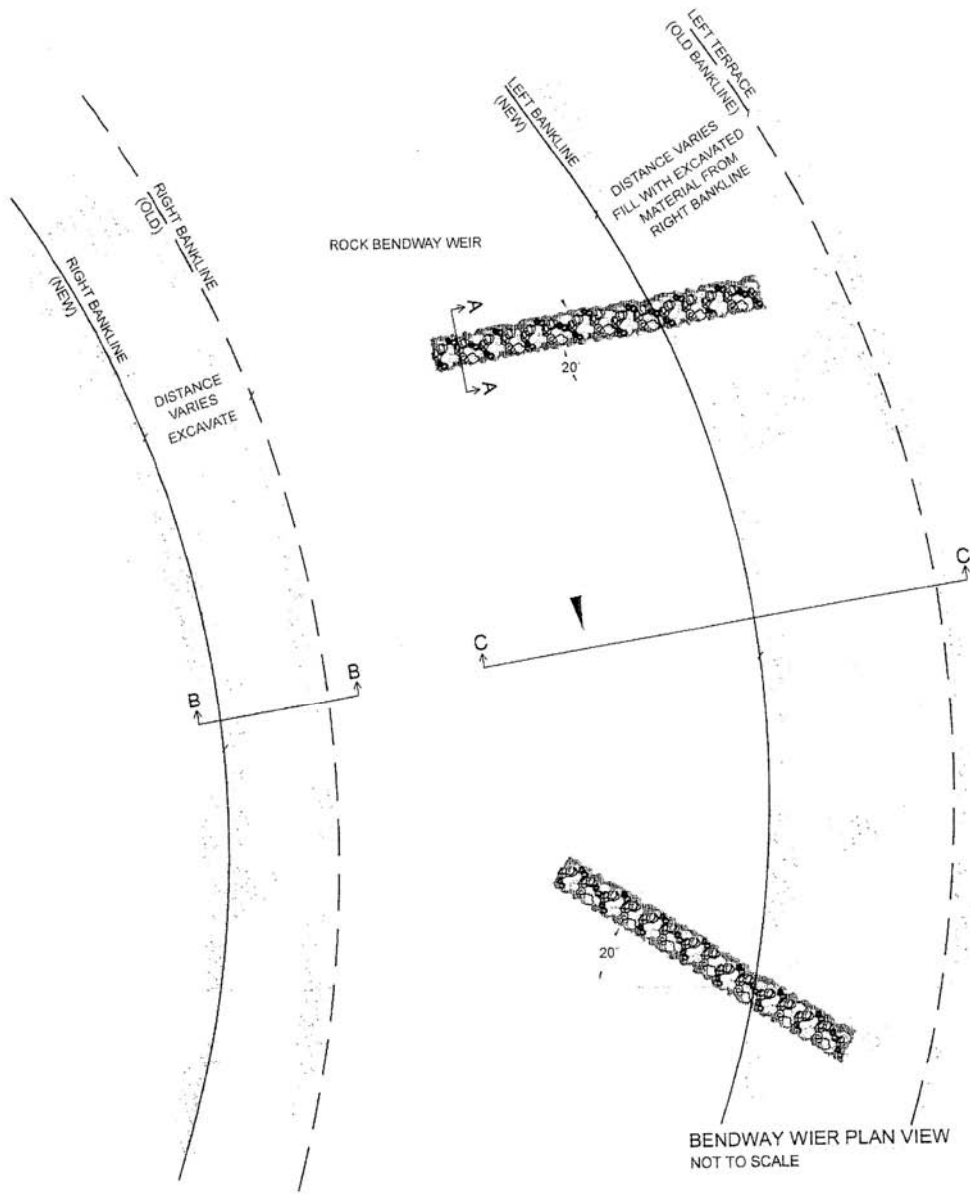 LEFT TERRACE
(OLD BANKLINE)
LEFT BANKLINE
(NEW)
DISTANCE VARIES
FILL WITH EXCAVATED
MATERIAL FROM
RIGHT BANKLINE
RIGHT BANKLINE
(OLD)
RIGHT BANKLINE
(NEW)
ROCK BENDWAY WEIR
A
A
20'
DISTANCE
VARIES
EXCAVATE
C
C
B
B
20'
BENDWAY WIER PLAN VIEW
NOT TO SCALE